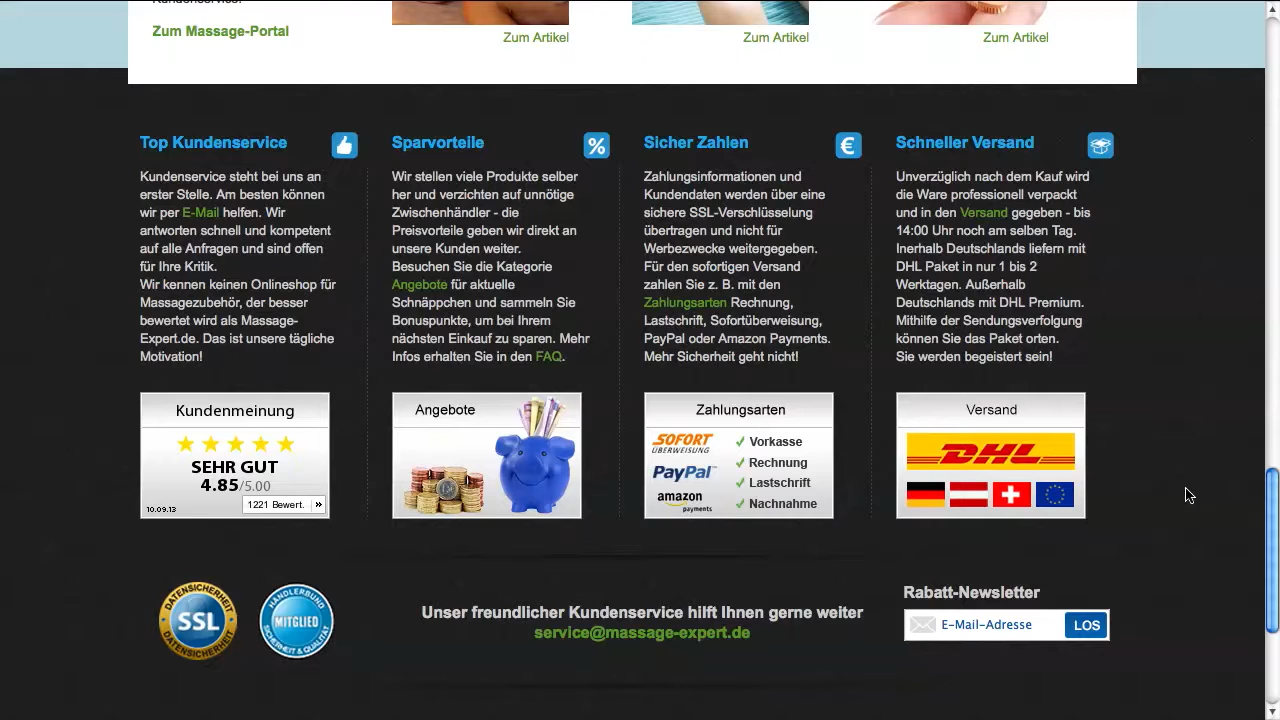 Zum Massage-Portal
Zum Artikel
Zum Artikel
Zum Artikel
Top Kundenservice
Kundenservice steht bei uns an
erster Stelle. Am besten können
wir per E-Mail helfen. Wir
antworten schnell und kompetent
auf alle Anfragen und sind offen
für Ihre Kritik.
Wir kennen keinen Onlineshop für
Massagezubehör, der besser
bewertet wird als Massage-
Expert.de. Das ist unsere tägliche
Motivation!
Kundenmeinung
SEHR GUT
4.85/5.00
10.09.13
1221 Bewert. »
Sparvorteile
%
Wir stellen viele Produkte selber
her und verzichten auf unnötige
Zwischenhändler - die
Preisvorteile geben wir direkt an
unsere Kunden weiter.
Besuchen Sie die Kategorie
Angebote für aktuelle
Schnäppchen und sammeln Sie
Bonuspunkte, um bei Ihrem
nächsten Einkauf zu sparen. Mehr
Infos erhalten Sie in den FAQ.
Angebote
Sicher Zahlen
€
Zahlungsinformationen und
Kundendaten werden über eine
sichere SSL-Verschlüsselung
übertragen und nicht für
Werbezwecke weitergegeben.
Für den sofortigen Versand
zahlen Sie z. B. mit den
Zahlungsarten Rechnung,
Lastschrift, Sofortüberweisung,
PayPal oder Amazon Payments.
Mehr Sicherheit geht nicht!
Zahlungsarten
SOFORT
ÜBERWEISUNG
PayPal
amazon
payments
Vorkasse
Rechnung
Lastschrift
Nachnahme
Schneller Versand
Unverzüglich nach dem Kauf wird
die Ware professionell verpackt
und in den Versand gegeben - bis
14:00 Uhr noch am selben Tag.
Inerhalb Deutschlands liefern mit
DHL Paket in nur 1 bis 2
Werktagen. Außerhalb
Deutschlands mit DHL Premium.
Mithilfe der Sendungsverfolgung
können Sie das Paket orten.
Sie werden begeistert sein!
Versand
DHL
DATENSICHERHEIT
SSL
DATENSICHERHEIT
HÄNDLERBUND
MITGLIED
SICHERHEIT & QUALITÄT
Unser freundlicher Kundenservice hilft Ihnen gerne weiter
service@massage-expert.de
Rabatt-Newsletter
E-Mail-Adresse
LOS